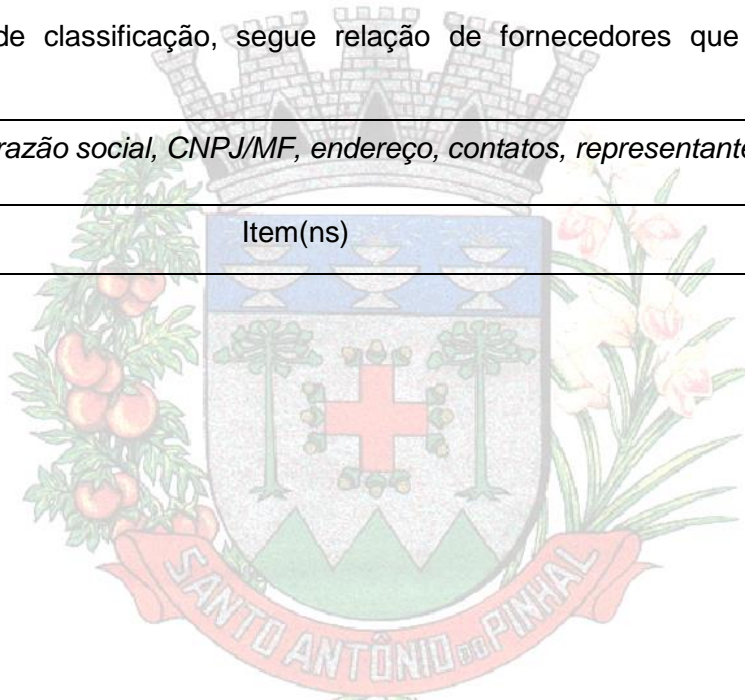 de classificação, segue relação de fornecedores que
razão social, CNPJ/MF, endereço, contatos, representante
Item(ns)
SANTO ANTÔNIO DO PINHAL